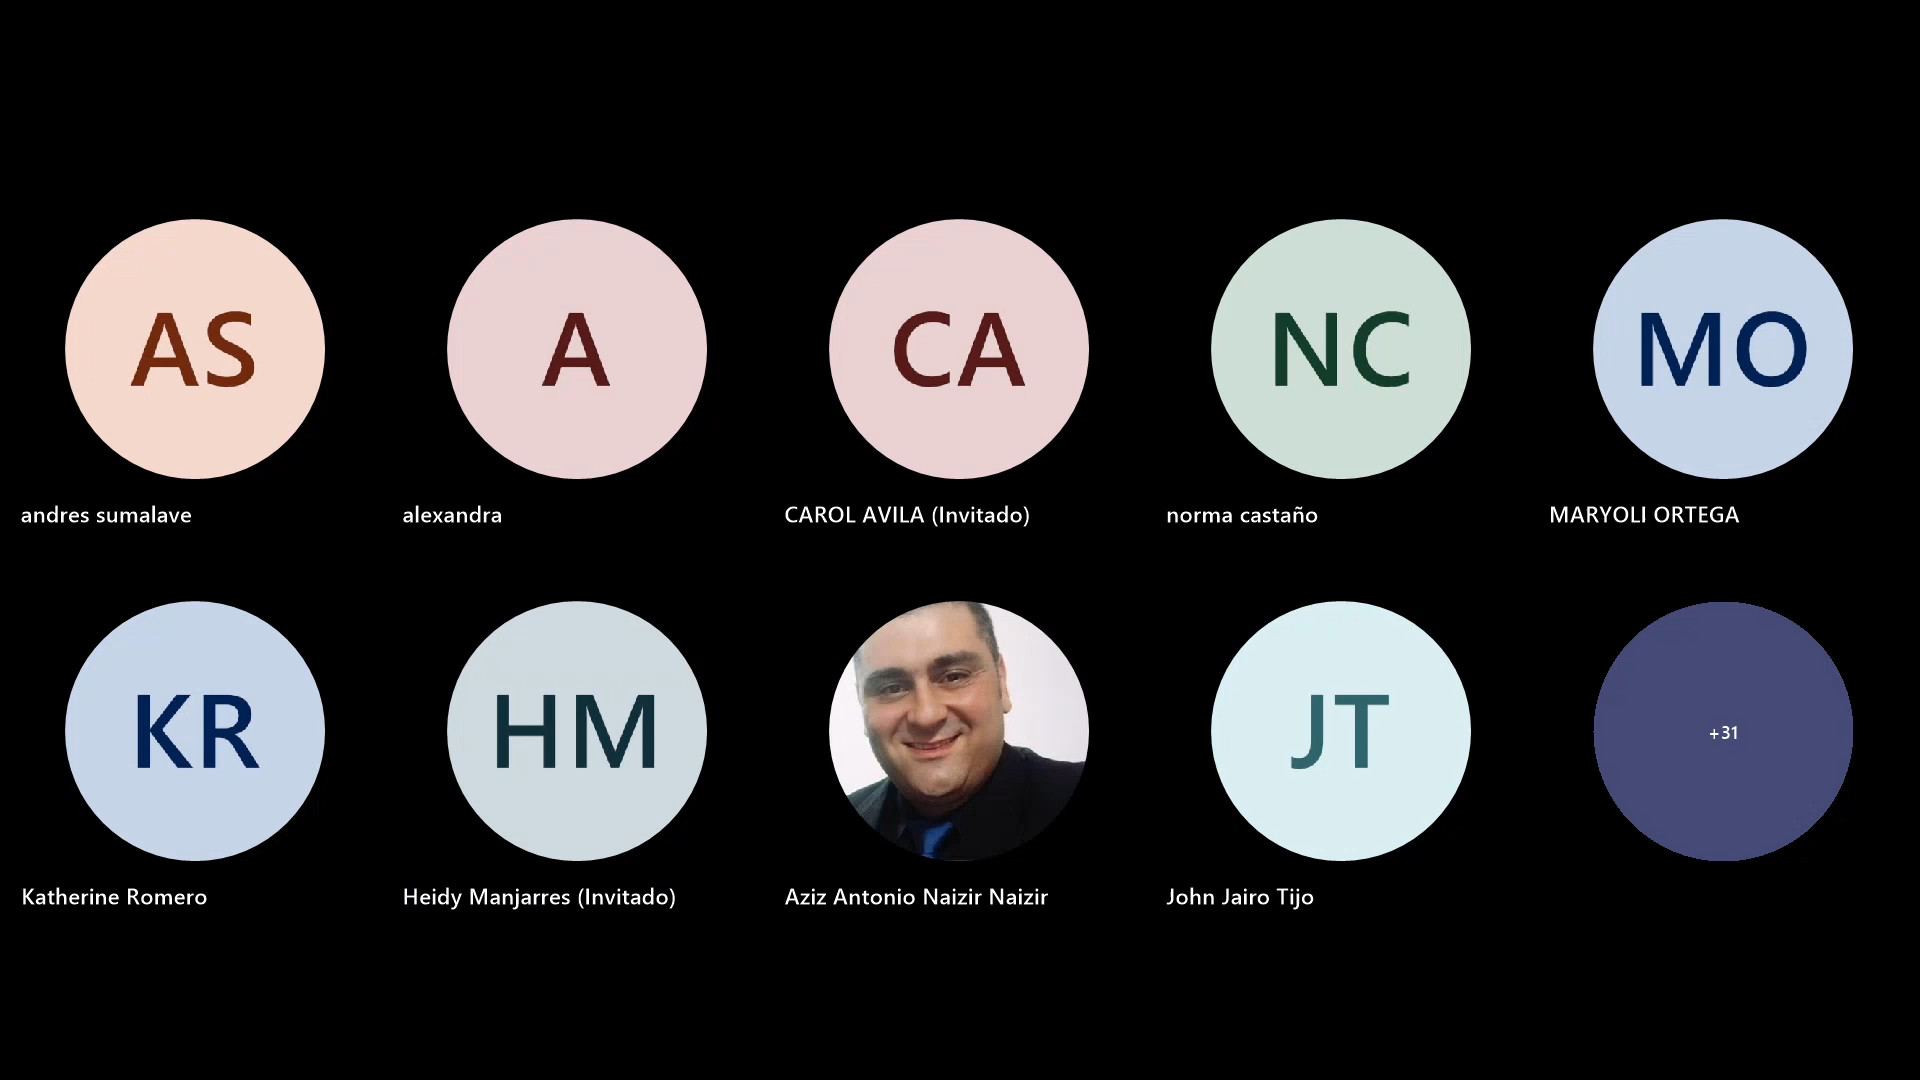 AS
A
CA
NC
MO
andres sumalave
alexandra
CAROL AVILA (Invitado)
norma castaño
MARYOLI ORTEGA
KR
HM
JT
+31
Katherine Romero
Heidy Manjarres (Invitado)
Aziz Antonio Naizir Naizir
John Jairo Tijo